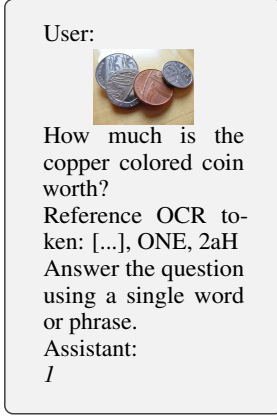 User:
How much is the
copper colored coin
worth?
Reference OCR to-
ken: [...], ONE, 2aH
Answer the question
using a single word
or phrase.
Assistant:
1